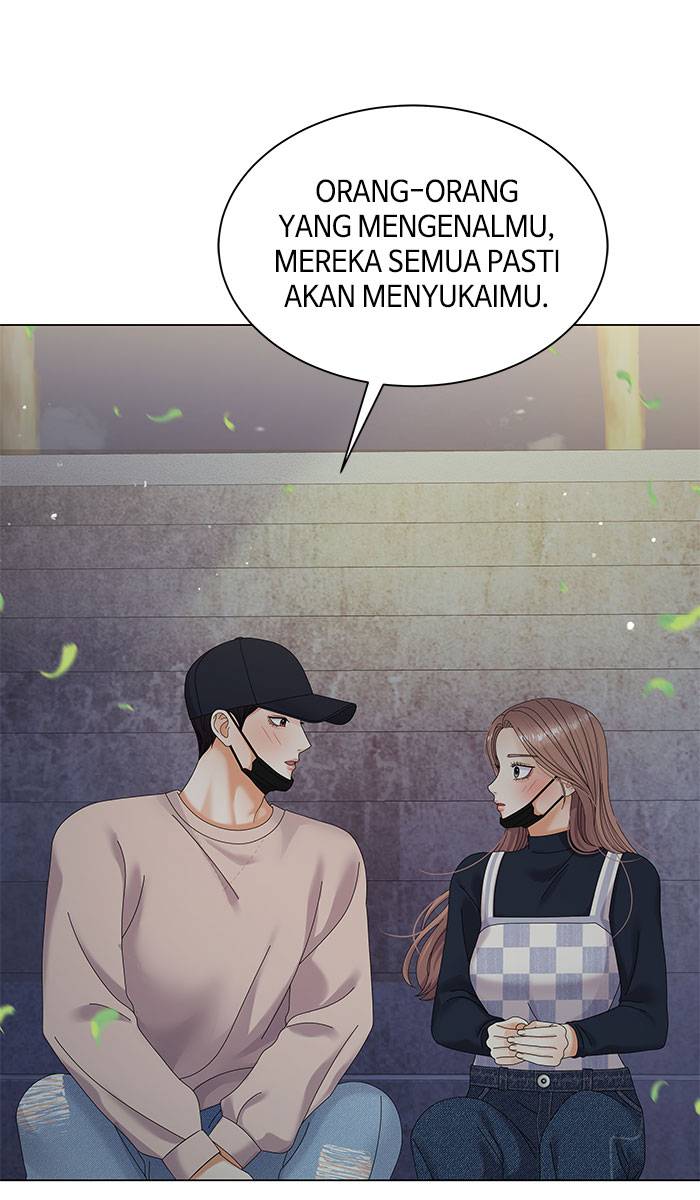 ORANG-ORANG
YANG MENGENALMU,
MEREKA SEMUA PASTI
AKAN MENYUKAIMU.